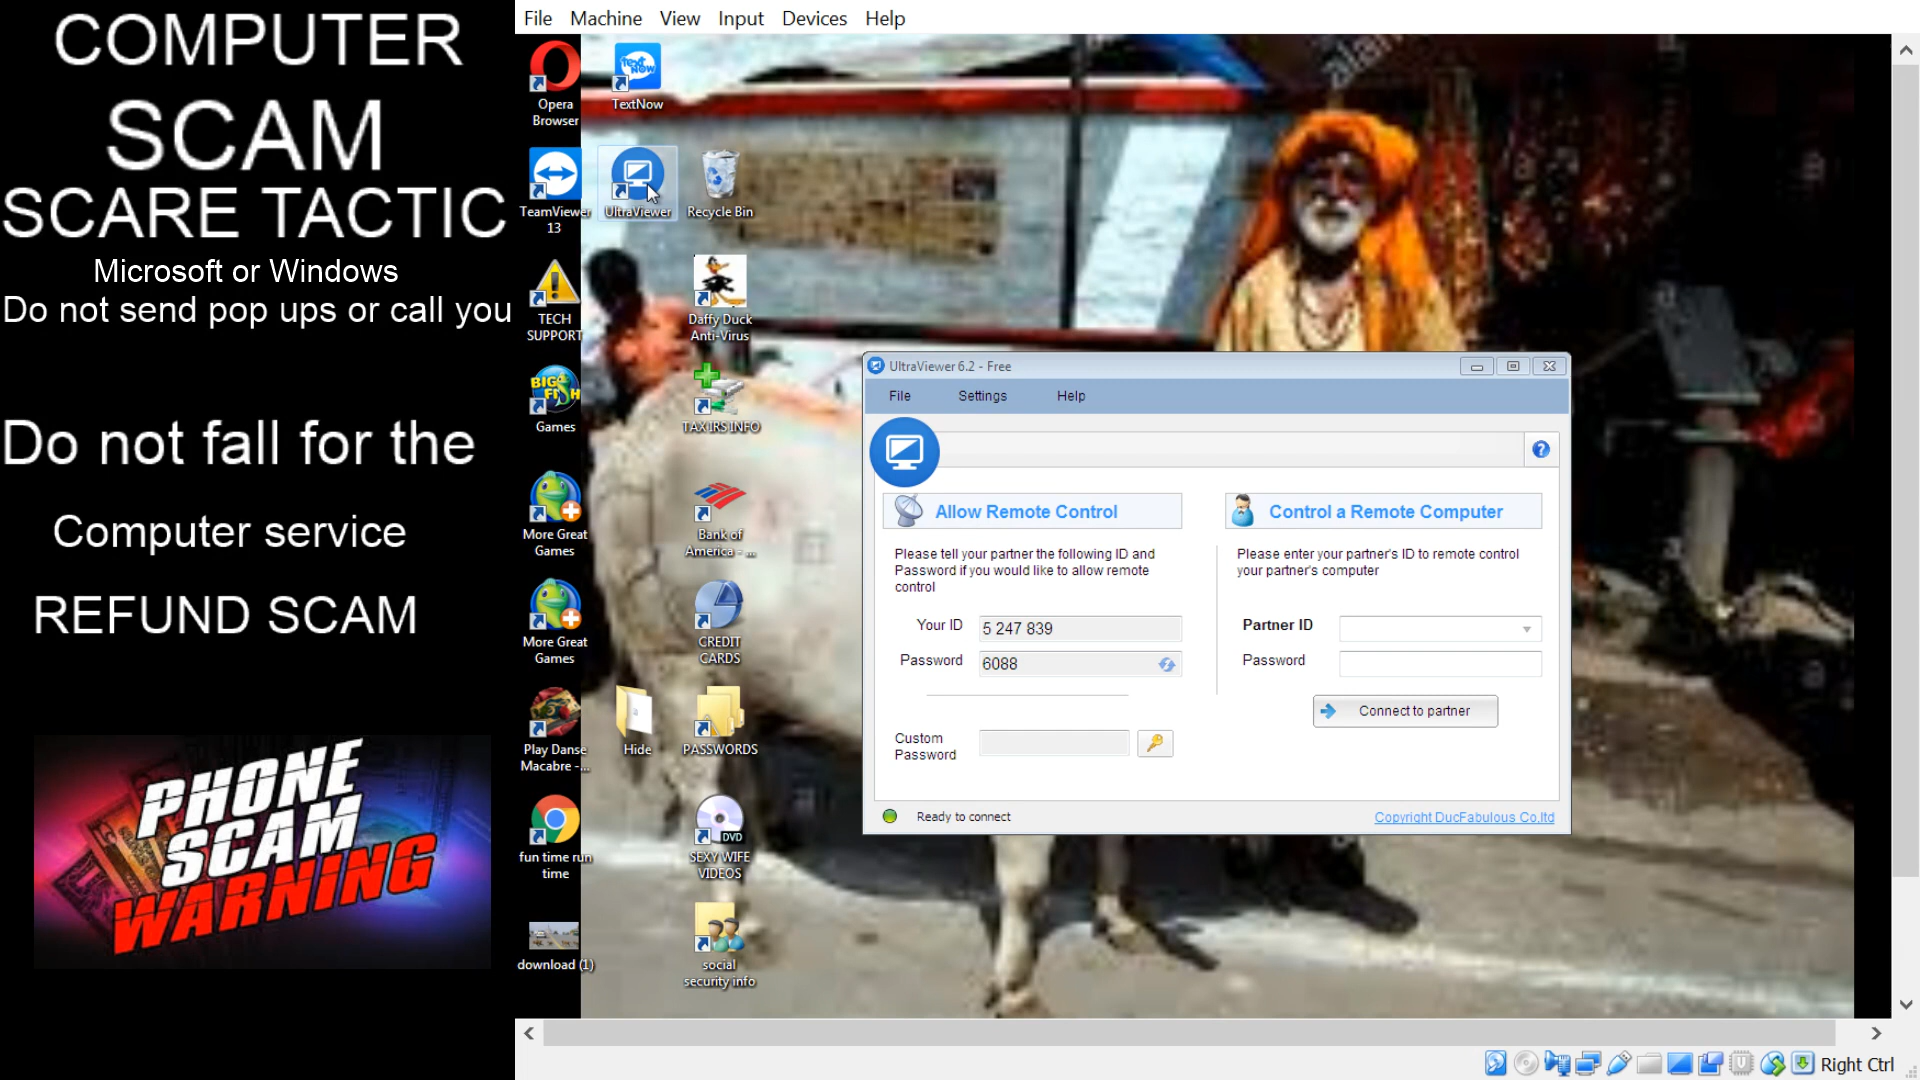 COMPUTER
SCAM
SCARE TACTIC
Microsoft or Windows
Do not send pop ups or call you
Do not fall for the
Computer service
REFUND SCAM
PHONE
SCAM
WARNING
File Machine View Input Devices Help
Opera
Browser
TextNow
TeamViewer
13
UltraViewer
Recycle Bin
TECH
SUPPORT
Daffy Duck
Anti-Virus
BIG FISH
Games
TAX IRS INFO
More Great
Games
Bank of
America - ...
More Great
Games
CREDIT
CARDS
Play Danse
Macabre -...
Hide
PASSWORDS
fun time run
time
DVD
SEXY WIFE
VIDEOS
download (1)
social
security info
UltraViewer 6.2 - Free
File Settings Help
Allow Remote Control
Please tell your partner the following ID and
Password if you would like to allow remote
control
Your ID 5 247 839
Password 6088
Custom
Password
Control a Remote Computer
Please enter your partner's ID to remote control
your partner's computer
Partner ID
Password
Connect to partner
Ready to connect
Copyright DucFabulous Co,ltd
Right Ctrl